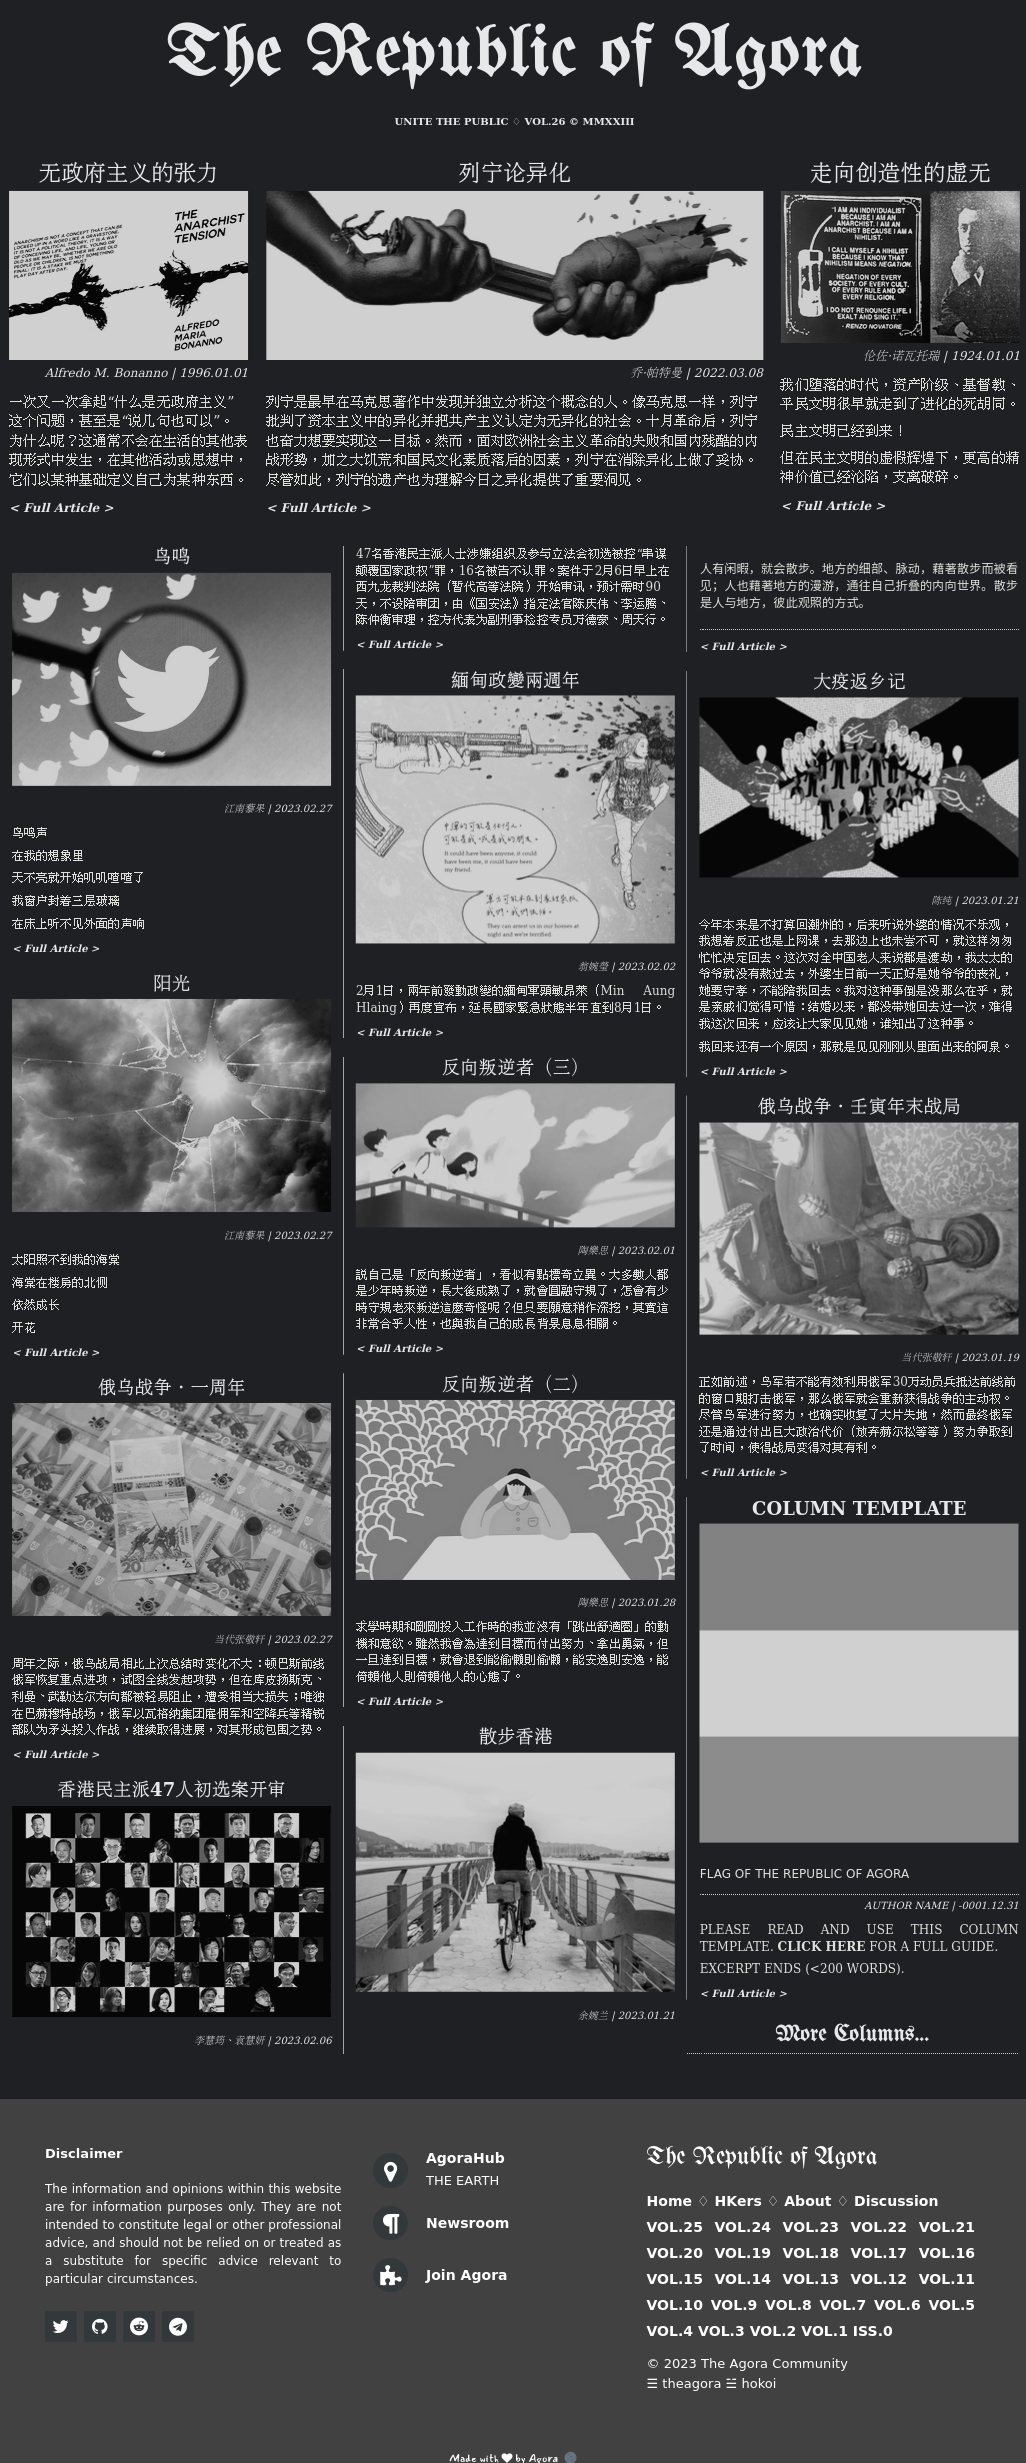 The Republic of Agora
UNITE THE PUBLIC ♢ VOL.26 © MMXXIII
无政府主义的张力
ANARCHISM IS NOT A CONCEPT THAT CAN BE
LOCKED UP IN A WORD LIKE A GRAVESTONE.
IT IS NOT A POLITICAL THEORY. IT IS A WAY
OF CONCEIVING LIFE, AND LIFE, YOUNG OR
OLD AS WE MAY BE, WHETHER WE ARE OLD
PEOPLE OR CHILDREN, IS NOT SOMETHING
FINAL: IT IS A STAKE WE MUST
PLAY DAY AFTER DAY.
THE
ANARCHIST
TENSION
ALFREDO
MARIA
BONANNO
Alfredo M. Bonanno | 1996.01.01
一次又一次拿起“什么是无政府主义”
这个问题，甚至是“说几句也可以”。
为什么呢？这通常不会在生活的其他表
现形式中发生，在其他活动或思想中，
它们以某种基础定义自己为某种东西。
< Full Article >
列宁论异化
乔·帕特曼 | 2022.03.08
列宁是最早在马克思著作中发现并独立分析这个概念的人。像马克思一样，列宁
批判了资本主义中的异化并把共产主义认定为无异化的社会。十月革命后，列宁
也奋力想要实现这一目标。然而，面对欧洲社会主义革命的失败和国内残酷的内
战形势，加之大饥荒和国民文化素质落后的因素，列宁在消除异化上做了妥协。
尽管如此，列宁的遗产也为理解今日之异化提供了重要洞见。
< Full Article >
走向创造性的虚无
"I AM AN INDIVIDUALIST
BECAUSE I AM AN
ANARCHIST. I AM AN
ANARCHIST BECAUSE I AM A
NIHILIST.
I CALL MYSELF A NIHILIST
BECAUSE I KNOW THAT
NIHILISM MEANS NEGATION.
NEGATION OF EVERY
SOCIETY. OF EVERY CULT.
OF EVERY RULE AND OF
EVERY RELIGION.
I DO NOT RENOUNCE LIFE. I
EXALT AND SING IT."
- RENZO NOVATORE
伦佐·诺瓦托瑞 | 1924.01.01
我们堕落的时代，资产阶级、基督教、
平民文明很早就走到了进化的死胡同。
民主文明已经到来！
但在民主文明的虚假辉煌下，更高的精
神价值已经沦陷，支离破碎。
< Full Article >
鸟鸣
江南藜果 | 2023.02.27
鸟鸣声
在我的想象里
天不亮就开始叽叽喳喳了
我窗户封着三层玻璃
在床上听不见外面的声响
< Full Article >
阳光
江南藜果 | 2023.02.27
太阳照不到我的海棠
海棠在楼房的北侧
依然成长
开花
< Full Article >
俄乌战争·一周年
当代张敬轩 | 2023.02.27
周年之际，俄乌战局相比上次总结时变化不大：顿巴斯前线
俄军恢复重点进攻，试图全线发起攻势，但在库皮扬斯克、
利曼、武勒达尔方向都被轻易阻止，遭受相当大损失；唯独
在巴赫穆特战场，俄军以瓦格纳集团雇佣军和空降兵等精锐
部队为矛头投入作战，继续取得进展，对其形成包围之势。
< Full Article >
香港民主派47人初选案开审
李慧筠、袁慧妍 | 2023.02.06
47名香港民主派人士涉嫌组织及参与立法会初选被控“串谋
颠覆国家政权”罪，16名被告不认罪。案件于2月6日早上在
西九龙裁判法院（暂代高等法院）开始审讯，预计需时90
天，不设陪审团，由《国安法》指定法官陈庆伟、李运腾、
陈仲衡审理，控方代表为副刑事检控专员万德豪、周天行。
< Full Article >
緬甸政變兩週年
中彈的可能是任何人，
可能是我，或是我的朋友。
It could have been anyone, it could
have been me, it could have been
my friend.
我們，我們很怕。
They can arrest us in our homes at
night and we're terrified.
翁婉瑩 | 2023.02.02
2月1日，兩年前發動政變的緬甸軍頭敏昂萊（Min Aung
Hlaing）再度宣布，延長國家緊急狀態半年直到8月1日。
< Full Article >
反向叛逆者（三）
陶樂思 | 2023.02.01
説自己是「反向叛逆者」，看似有點標奇立異。大多數人都
是少年時叛逆，長大後成熟了，就會圓融守規了，怎會有少
時守規老來叛逆這麼奇怪呢？但只要願意稍作深挖，其實這
非常合乎人性，也與我自己的成長背景息息相關。
< Full Article >
反向叛逆者（二）
陶樂思 | 2023.01.28
求學時期和剛剛投入工作時的我並沒有「跳出舒適圈」的動
機和意欲。雖然我會為達到目標而付出努力、拿出勇氣，但
一旦達到目標，就會退到能偷懶則偷懶，能安逸則安逸，能
倚賴他人則倚賴他人的心態了。
< Full Article >
散步香港
余婉兰 | 2023.01.21
人有闲暇，就会散步。地方的细部、脉动，藉著散步而被看
见；人也藉著地方的漫游，通往自己折叠的内向世界。散步
是人与地方，彼此观照的方式。
< Full Article >
大疫返乡记
陈纯 | 2023.01.21
今年本来是不打算回潮州的，后来听说外婆的情况不乐观，
我想着反正也是上网课，去那边上也未尝不可，就这样匆匆
忙忙决定回去。这次对全中国老人来说都是渡劫，我太太的
爷爷就没有熬过去，外婆生日前一天正好是她爷爷的丧礼，
她要守孝，不能陪我回去。我对这种事倒是没那么在乎，就
是亲戚们觉得可惜：结婚以来，都没带她回去过一次，难得
我这次回来，应该让大家见见她，谁知出了这种事。
我回来还有一个原因，那就是见见刚刚从里面出来的阿泉。
< Full Article >
俄乌战争·壬寅年末战局
当代张敬轩 | 2023.01.19
正如前述，乌军若不能有效利用俄军30万动员兵抵达前线前
的窗口期打击俄军，那么俄军就会重新获得战争的主动权。
尽管乌军进行努力，也确实收复了大片失地，然而最终俄军
还是通过付出巨大政治代价（放弃赫尔松等等）努力争取到
了时间，使得战局变得对其有利。
< Full Article >
COLUMN TEMPLATE
FLAG OF THE REPUBLIC OF AGORA
AUTHOR NAME | -0001.12.31
PLEASE READ AND USE THIS COLUMN
TEMPLATE. CLICK HERE FOR A FULL GUIDE.
EXCERPT ENDS (<200 WORDS).
< Full Article >
More Columns...
Disclaimer
The information and opinions within this website
are for information purposes only. They are not
intended to constitute legal or other professional
advice, and should not be relied on or treated as
a substitute for specific advice relevant to
particular circumstances.
AgoraHub
THE EARTH
Newsroom
Join Agora
The Republic of Agora
Home ♢ HKers ♢ About ♢ Discussion
VOL.25 VOL.24 VOL.23 VOL.22 VOL.21
VOL.20 VOL.19 VOL.18 VOL.17 VOL.16
VOL.15 VOL.14 VOL.13 VOL.12 VOL.11
VOL.10 VOL.9 VOL.8 VOL.7 VOL.6 VOL.5
VOL.4 VOL.3 VOL.2 VOL.1 ISS.0
© 2023 The Agora Community
☰ theagora ☱ hokoi
Made with ♥ by Agora